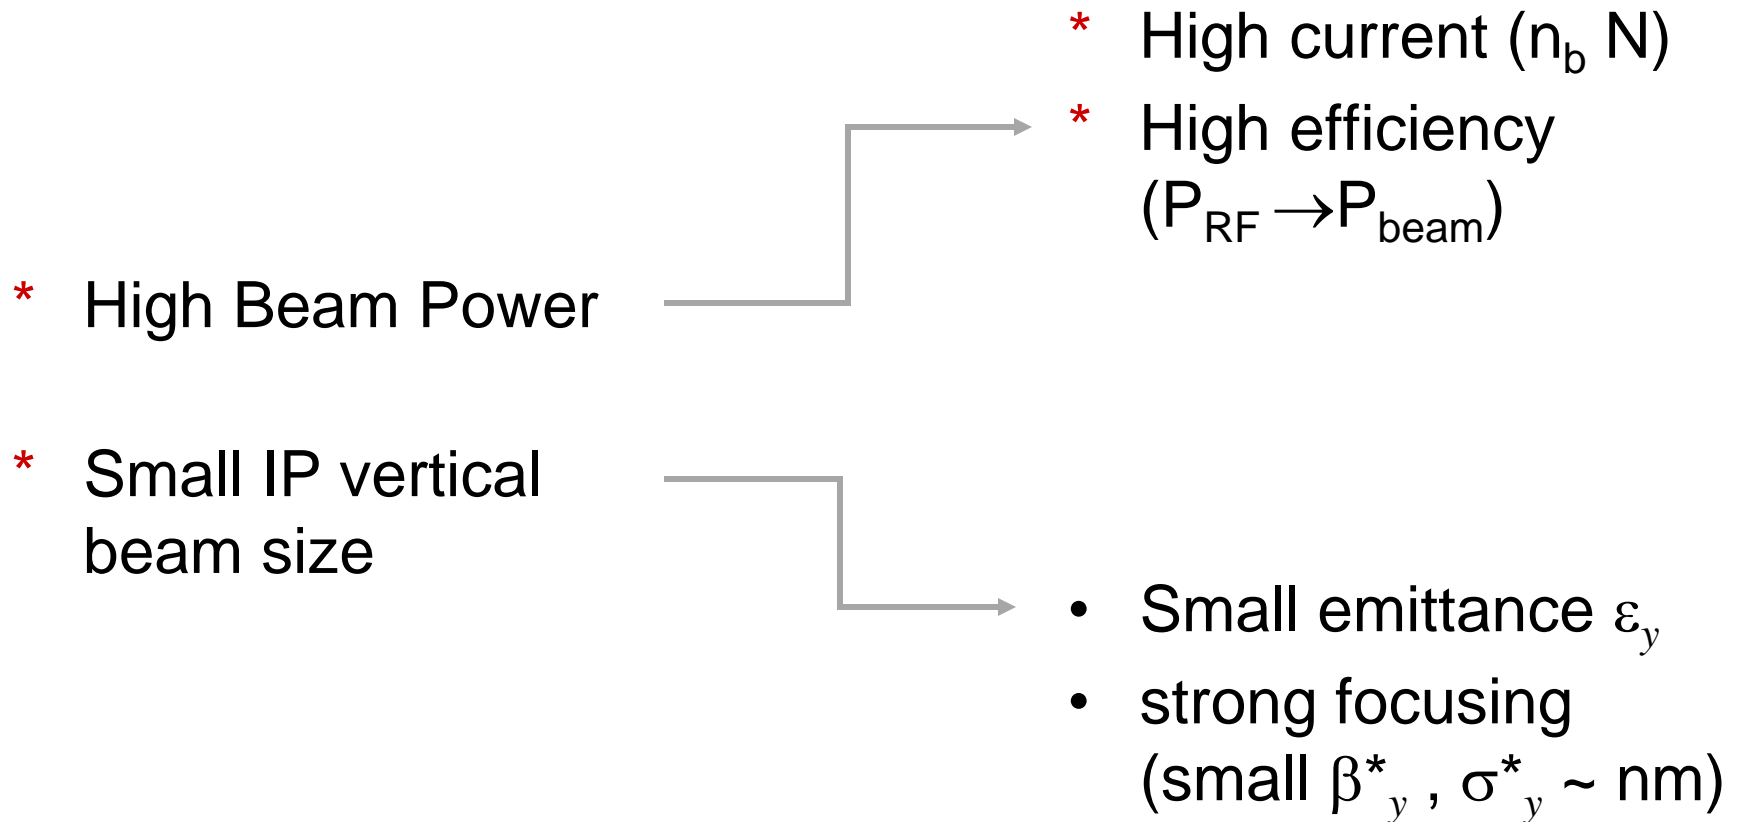 * High Beam Power
* Small IP vertical
beam size
* High current (n_b N)
* High efficiency
(P_RF →P_beam)
• Small emittance ε_y
• strong focusing
(small β*_y , σ*_y ~ nm)